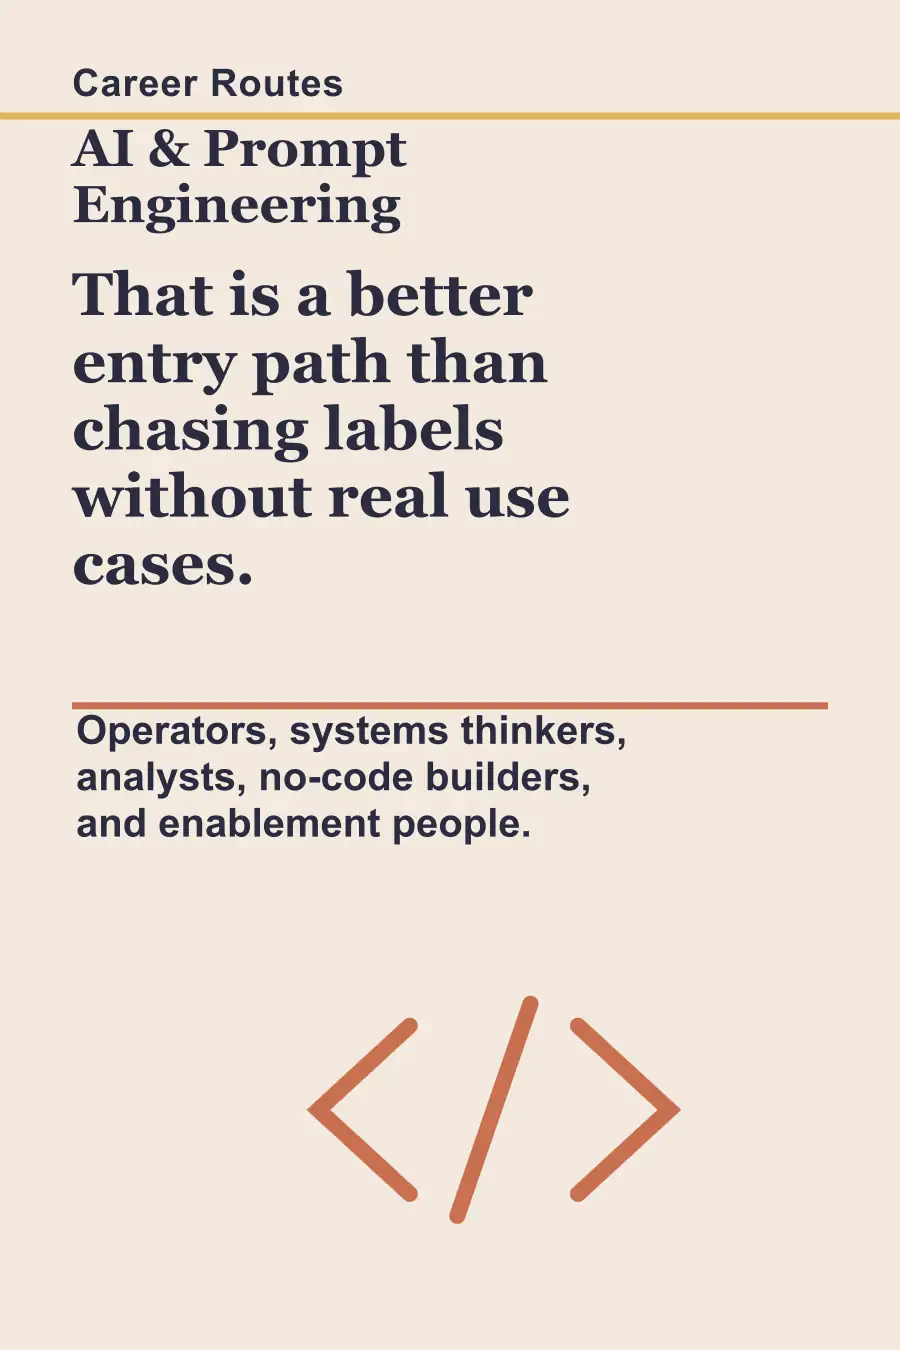 Career Routes
AI & Prompt
Engineering
That is a better
entry path than
chasing labels
without real use
cases.
Operators, systems thinkers,
analysts, no-code builders,
and enablement people.